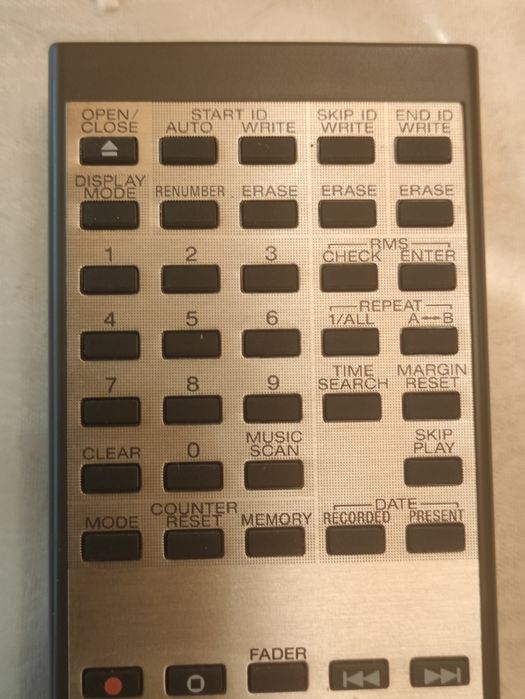 OPEN/ START ID SKIP ID END ID
CLOSE AUTO WRITE WRITE WRITE
DISPLAY
MODE RENUMBER ERASE ERASE ERASE
RMS
1 2 3 CHECK ENTER
REPEAT
4 5 6 1/ALL A↔B
TIME MARGIN
7 8 9 SEARCH RESET
MUSIC SKIP
CLEAR 0 SCAN PLAY
COUNTER DATE
MODE RESET MEMORY RECORDED PRESENT
FADER